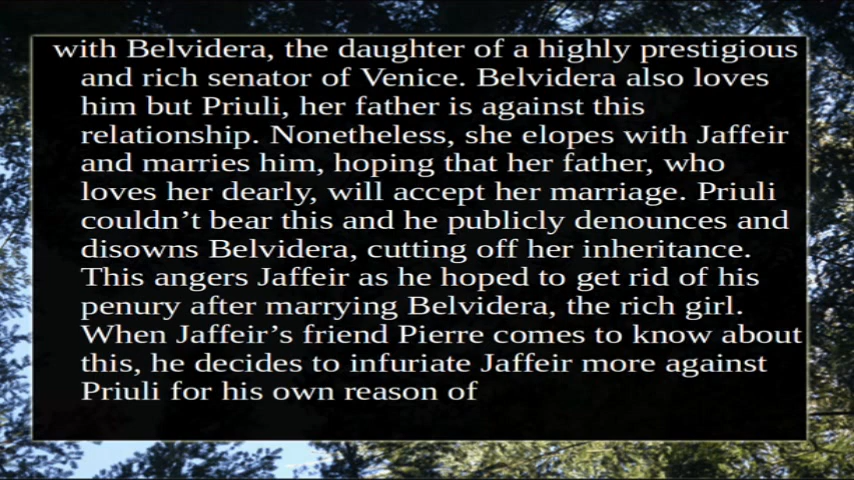 with Belvidera, the daughter of a highly prestigious
and rich senator of Venice. Belvidera also loves
him but Priuli, her father is against this
relationship. Nonetheless, she elopes with Jaffeir
and marries him, hoping that her father, who
loves her dearly, will accept her marriage. Priuli
couldn’t bear this and he publicly denounces and
disowns Belvidera, cutting off her inheritance.
This angers Jaffeir as he hoped to get rid of his
penury after marrying Belvidera, the rich girl.
When Jaffeir’s friend Pierre comes to know about
this, he decides to infuriate Jaffeir more against
Priuli for his own reason of